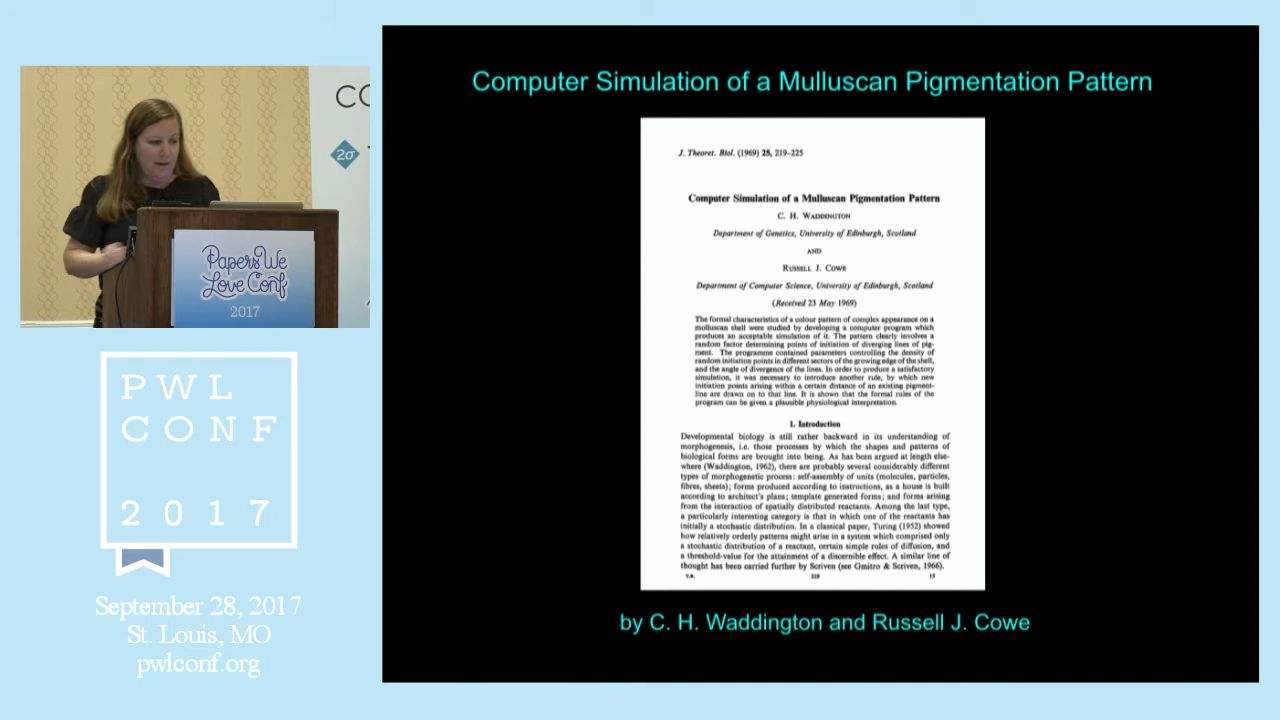 Computer Simulation of a Mulluscan Pigmentation Pattern
J. Theoret. Biol. (1969) 25, 219–225
Computer Simulation of a Mulluscan Pigmentation Pattern
C. H. WADDINGTON
Department of Genetics, University of Edinburgh, Scotland
AND
RUSSELL J. COWE
Department of Computer Science, University of Edinburgh, Scotland
(Received 23 May 1969)
The formal characteristics of a colour pattern of complex appearance on a
molluscan shell were studied by developing a computer program which
produces an acceptable simulation of it. The pattern clearly involves a
random factor determining points of initiation of diverging lines of pig-
ment. The programme contained parameters controlling the density of
random initiation points in different sectors of the growing edge of the shell,
and the angle of divergence of the lines. In order to produce a satisfactory
simulation, it was necessary to introduce another rule, by which new
initiation points arising within a certain distance of an existing pigment-
line are drawn on to that line. It is shown that the formal rules of the
program can be given a plausible physiological interpretation.
1. Introduction
Developmental biology is still rather backward in its understanding of
morphogenesis, i.e. those processes by which the shapes and patterns of
biological forms are brought into being. As has been argued at length else-
where (Waddington, 1962), there are probably several considerably different
types of morphogenetic process: self-assembly of units (molecules, particles,
fibres, sheets); forms produced according to instructions, as a house is built
according to architect's plans; template generated forms; and forms arising
from the interaction of spatially distributed reactants. Among the last type,
a particularly interesting category is that in which one of the reactants has
initially a stochastic distribution. In a classical paper, Turing (1952) showed
how relatively orderly patterns might arise in a system which comprised only
a stochastic distribution of a reactant, certain simple rules of diffusion, and
a threshold-value for the attainment of a discernible effect. A similar line of
thought has been carried further by Scriven (see Gmitro & Scriven, 1966).
T.B. 219 15
by C. H. Waddington and Russell J. Cowe
CO
2σ
Papers We
Love Conf
2017
PWL
CONF
2017
September 28, 2017
St. Louis, MO
pwlconf.org